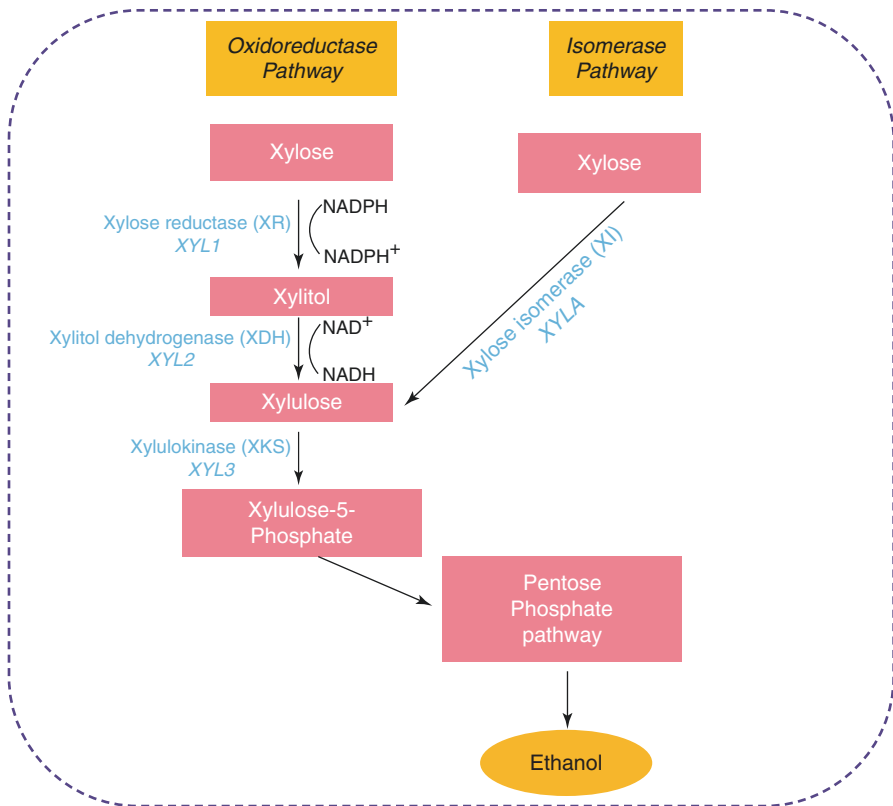 Oxidoreductase
Pathway
Isomerase
Pathway
Xylose
Xylose
Xylose reductase (XR)
XYL1
NADPH
NADPH+
Xylitol
Xylitol dehydrogenase (XDH)
XYL2
NAD+
NADH
Xylose isomerase (XI)
XYLA
Xylulose
Xylulokinase (XKS)
XYL3
Xylulose-5-
Phosphate
Pentose
Phosphate
pathway
Ethanol